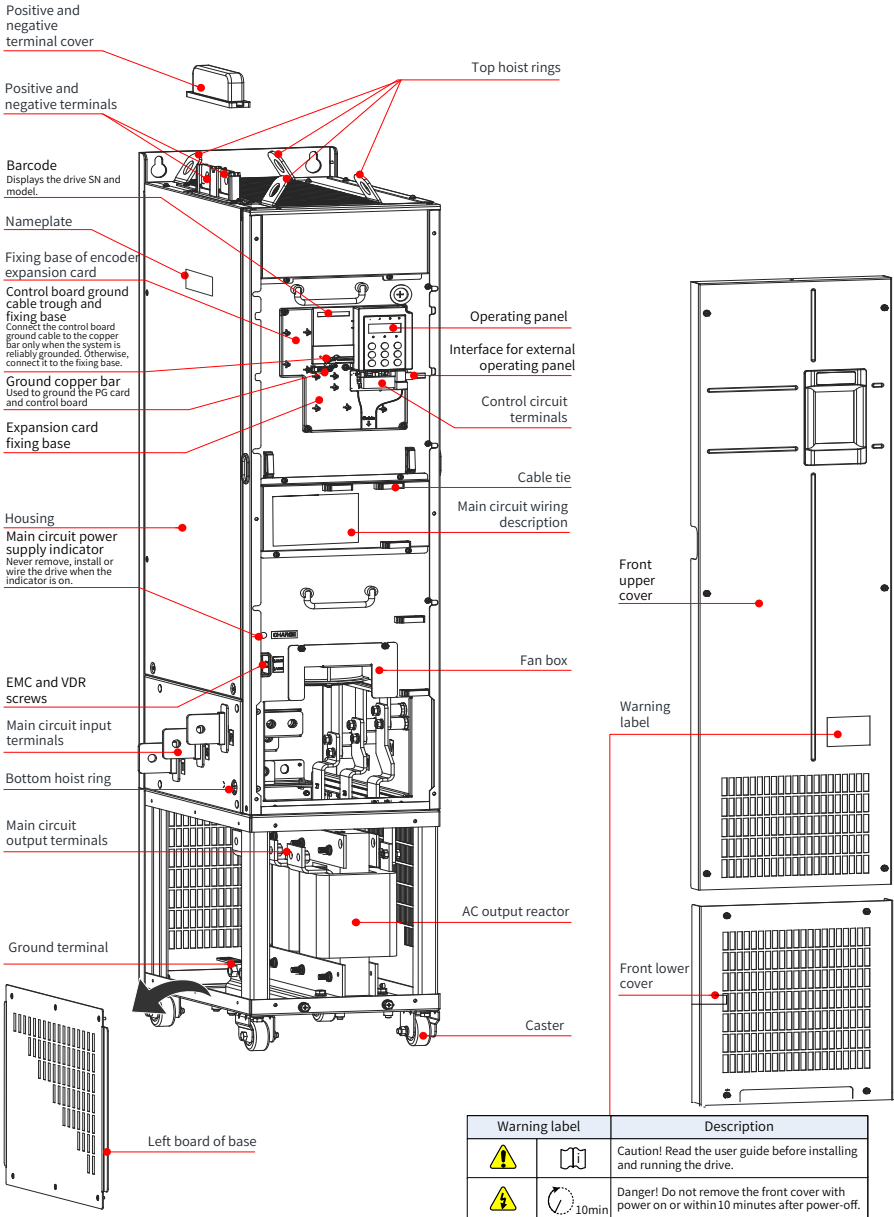 Positive and
negative
terminal cover
Positive and
negative terminals
Barcode
Displays the drive SN and
model.
Nameplate
Fixing base of encoder
expansion card
Control board ground
cable trough and
fixing base
Connect the control board
ground cable to the copper
bar only when the system is
reliably grounded. Otherwise,
connect it to the fixing base.
Ground copper bar
Used to ground the PG card
and control board
Expansion card
fixing base
Housing
Main circuit power
supply indicator
Never remove, install or
wire the drive when the
indicator is on.
EMC and VDR
screws
Main circuit input
terminals
Bottom hoist ring
Main circuit
output terminals
Ground terminal
Left board of base
Top hoist rings
Operating panel
Interface for external
operating panel
Control circuit
terminals
Cable tie
Main circuit wiring
description
CHARGE
Fan box
AC output reactor
Caster
Front
upper
cover
Warning
label
Front lower
cover
Warning label Description
Caution! Read the user guide before installing
and running the drive.
10min Danger! Do not remove the front cover with
power on or within 10 minutes after power-off.